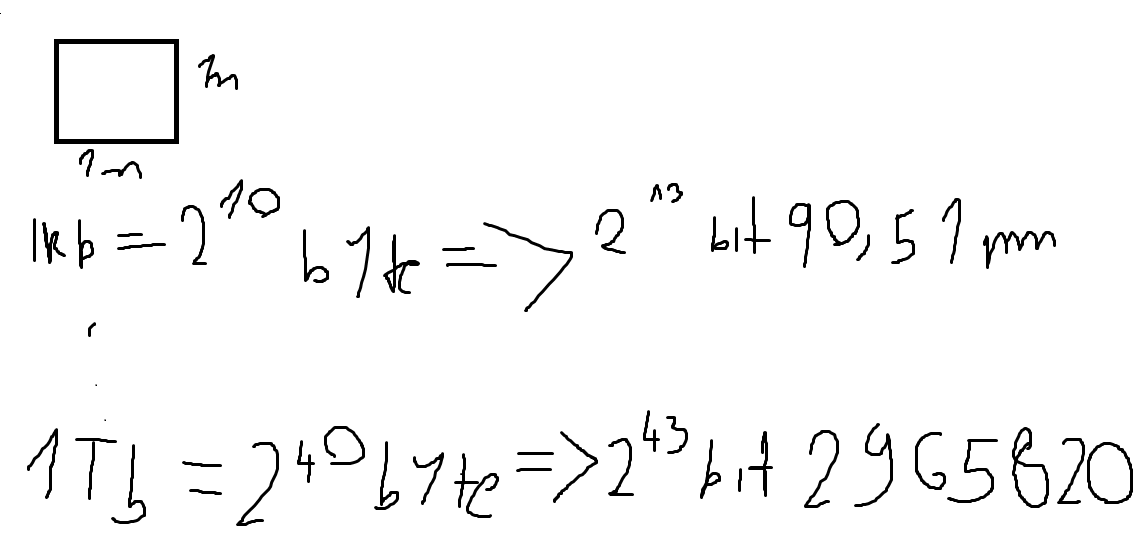 1m
1m
1kb = 2^10 byte => 2^13 bit 90,51 mm
1Tb = 2^40 byte => 2^43 bit 2965820